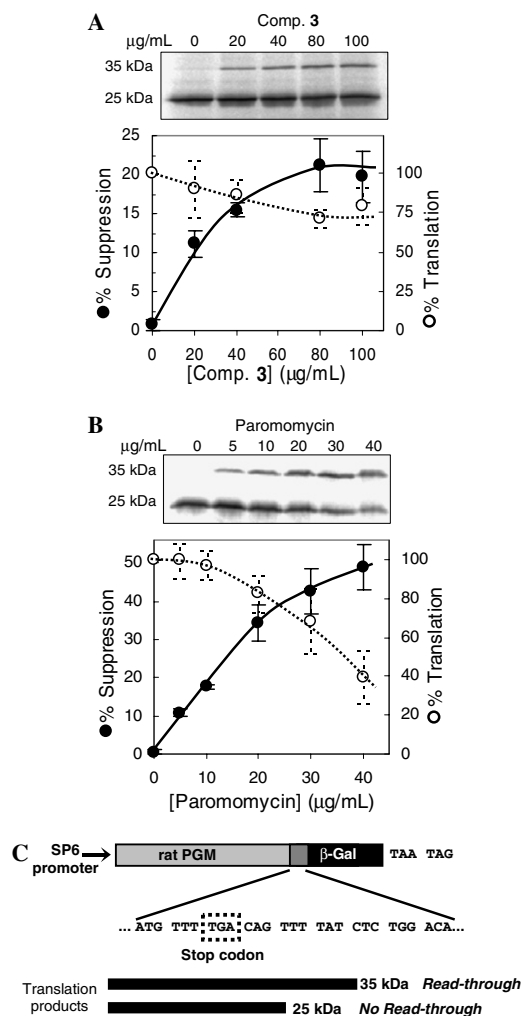 A
Comp. 3
μg/mL 0 20 40 80 100
35 kDa
25 kDa
25
20
15
10
5
0
% Suppression
100
75
50
25
0
% Translation
0 20 40 60 80 100
[Comp. 3] (μg/mL)
B
Paromomycin
μg/mL 0 5 10 20 30 40
35 kDa
25 kDa
50
40
30
20
10
0
% Suppression
100
80
60
40
20
0
% Translation
0 10 20 30 40
[Paromomycin] (μg/mL)
C
SP6 promoter
rat PGM
β-Gal
TAA TAG
... ATG TTT TGA CAG TTT TAT CTC TGG ACA...
Stop codon
Translation products
35 kDa Read-through
25 kDa No Read-through